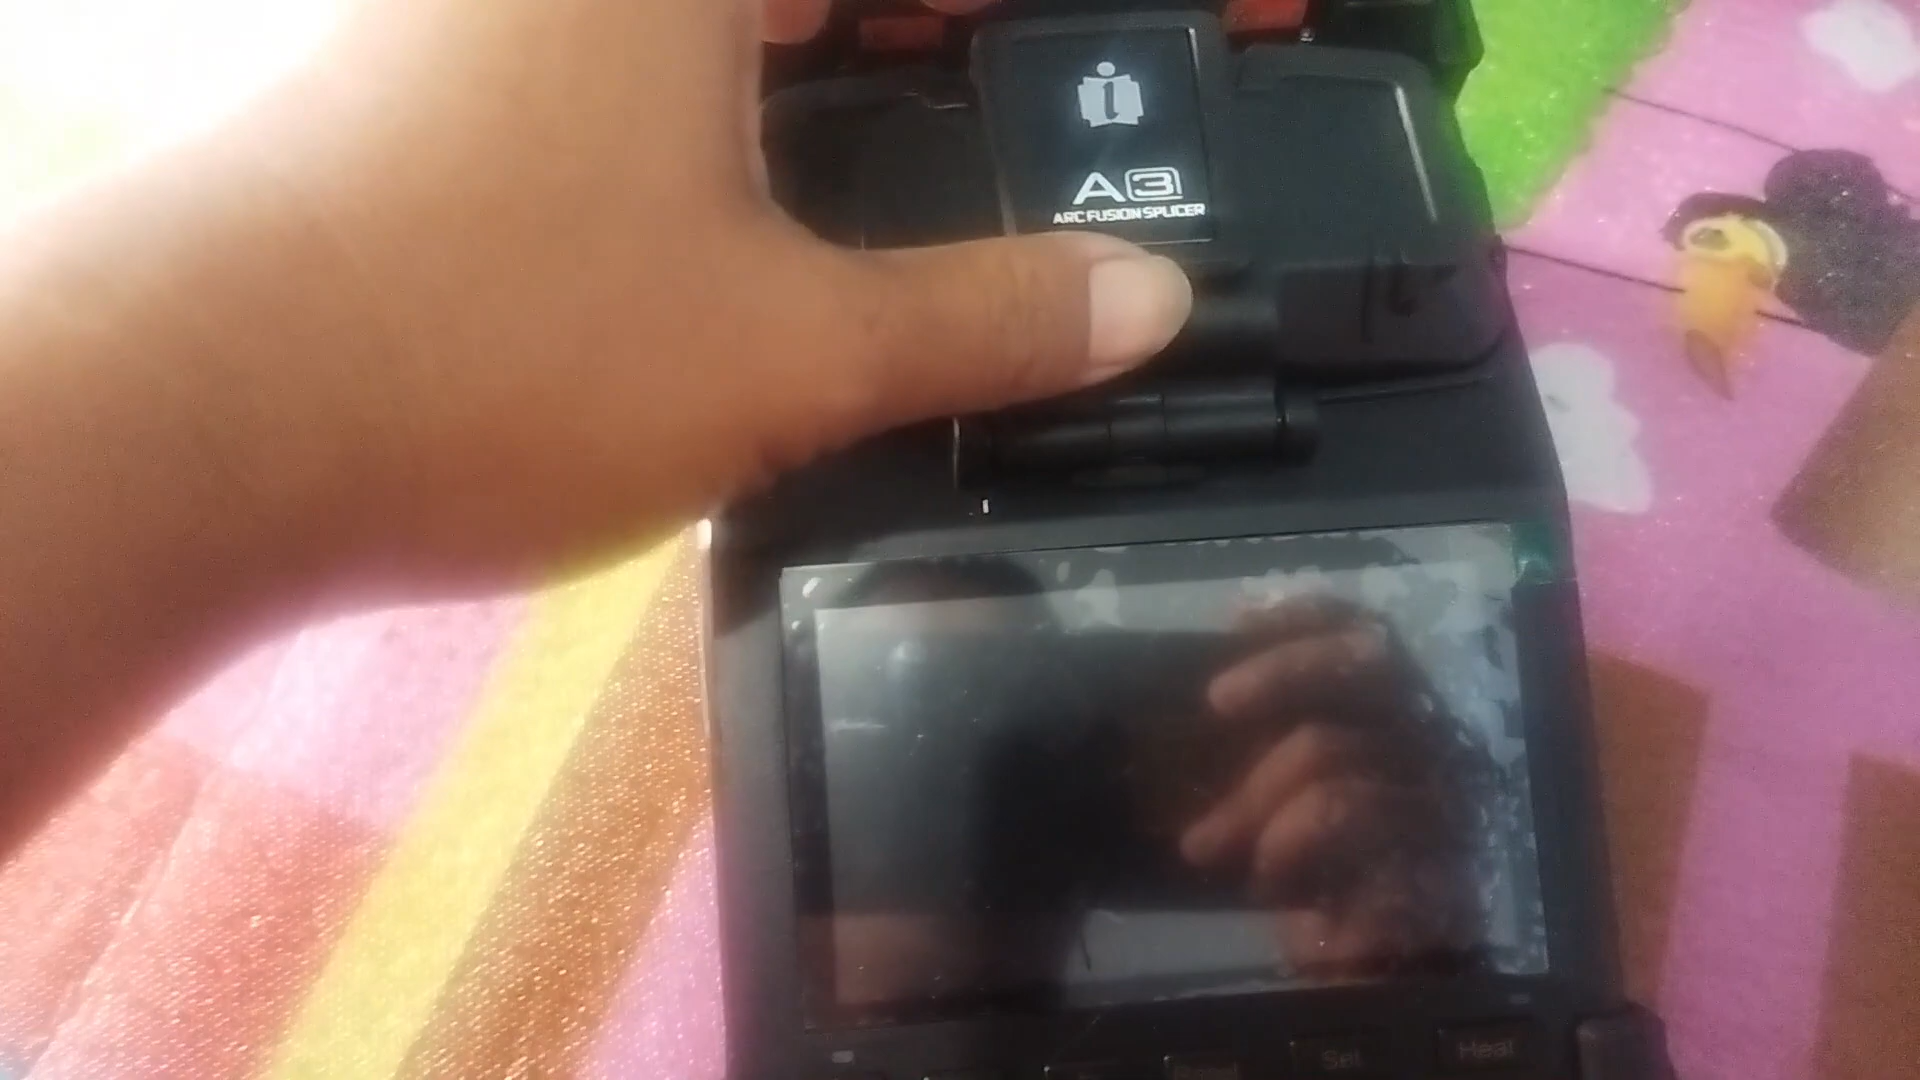 i
A3
ARC FUSION SPLICER
Set
Heat